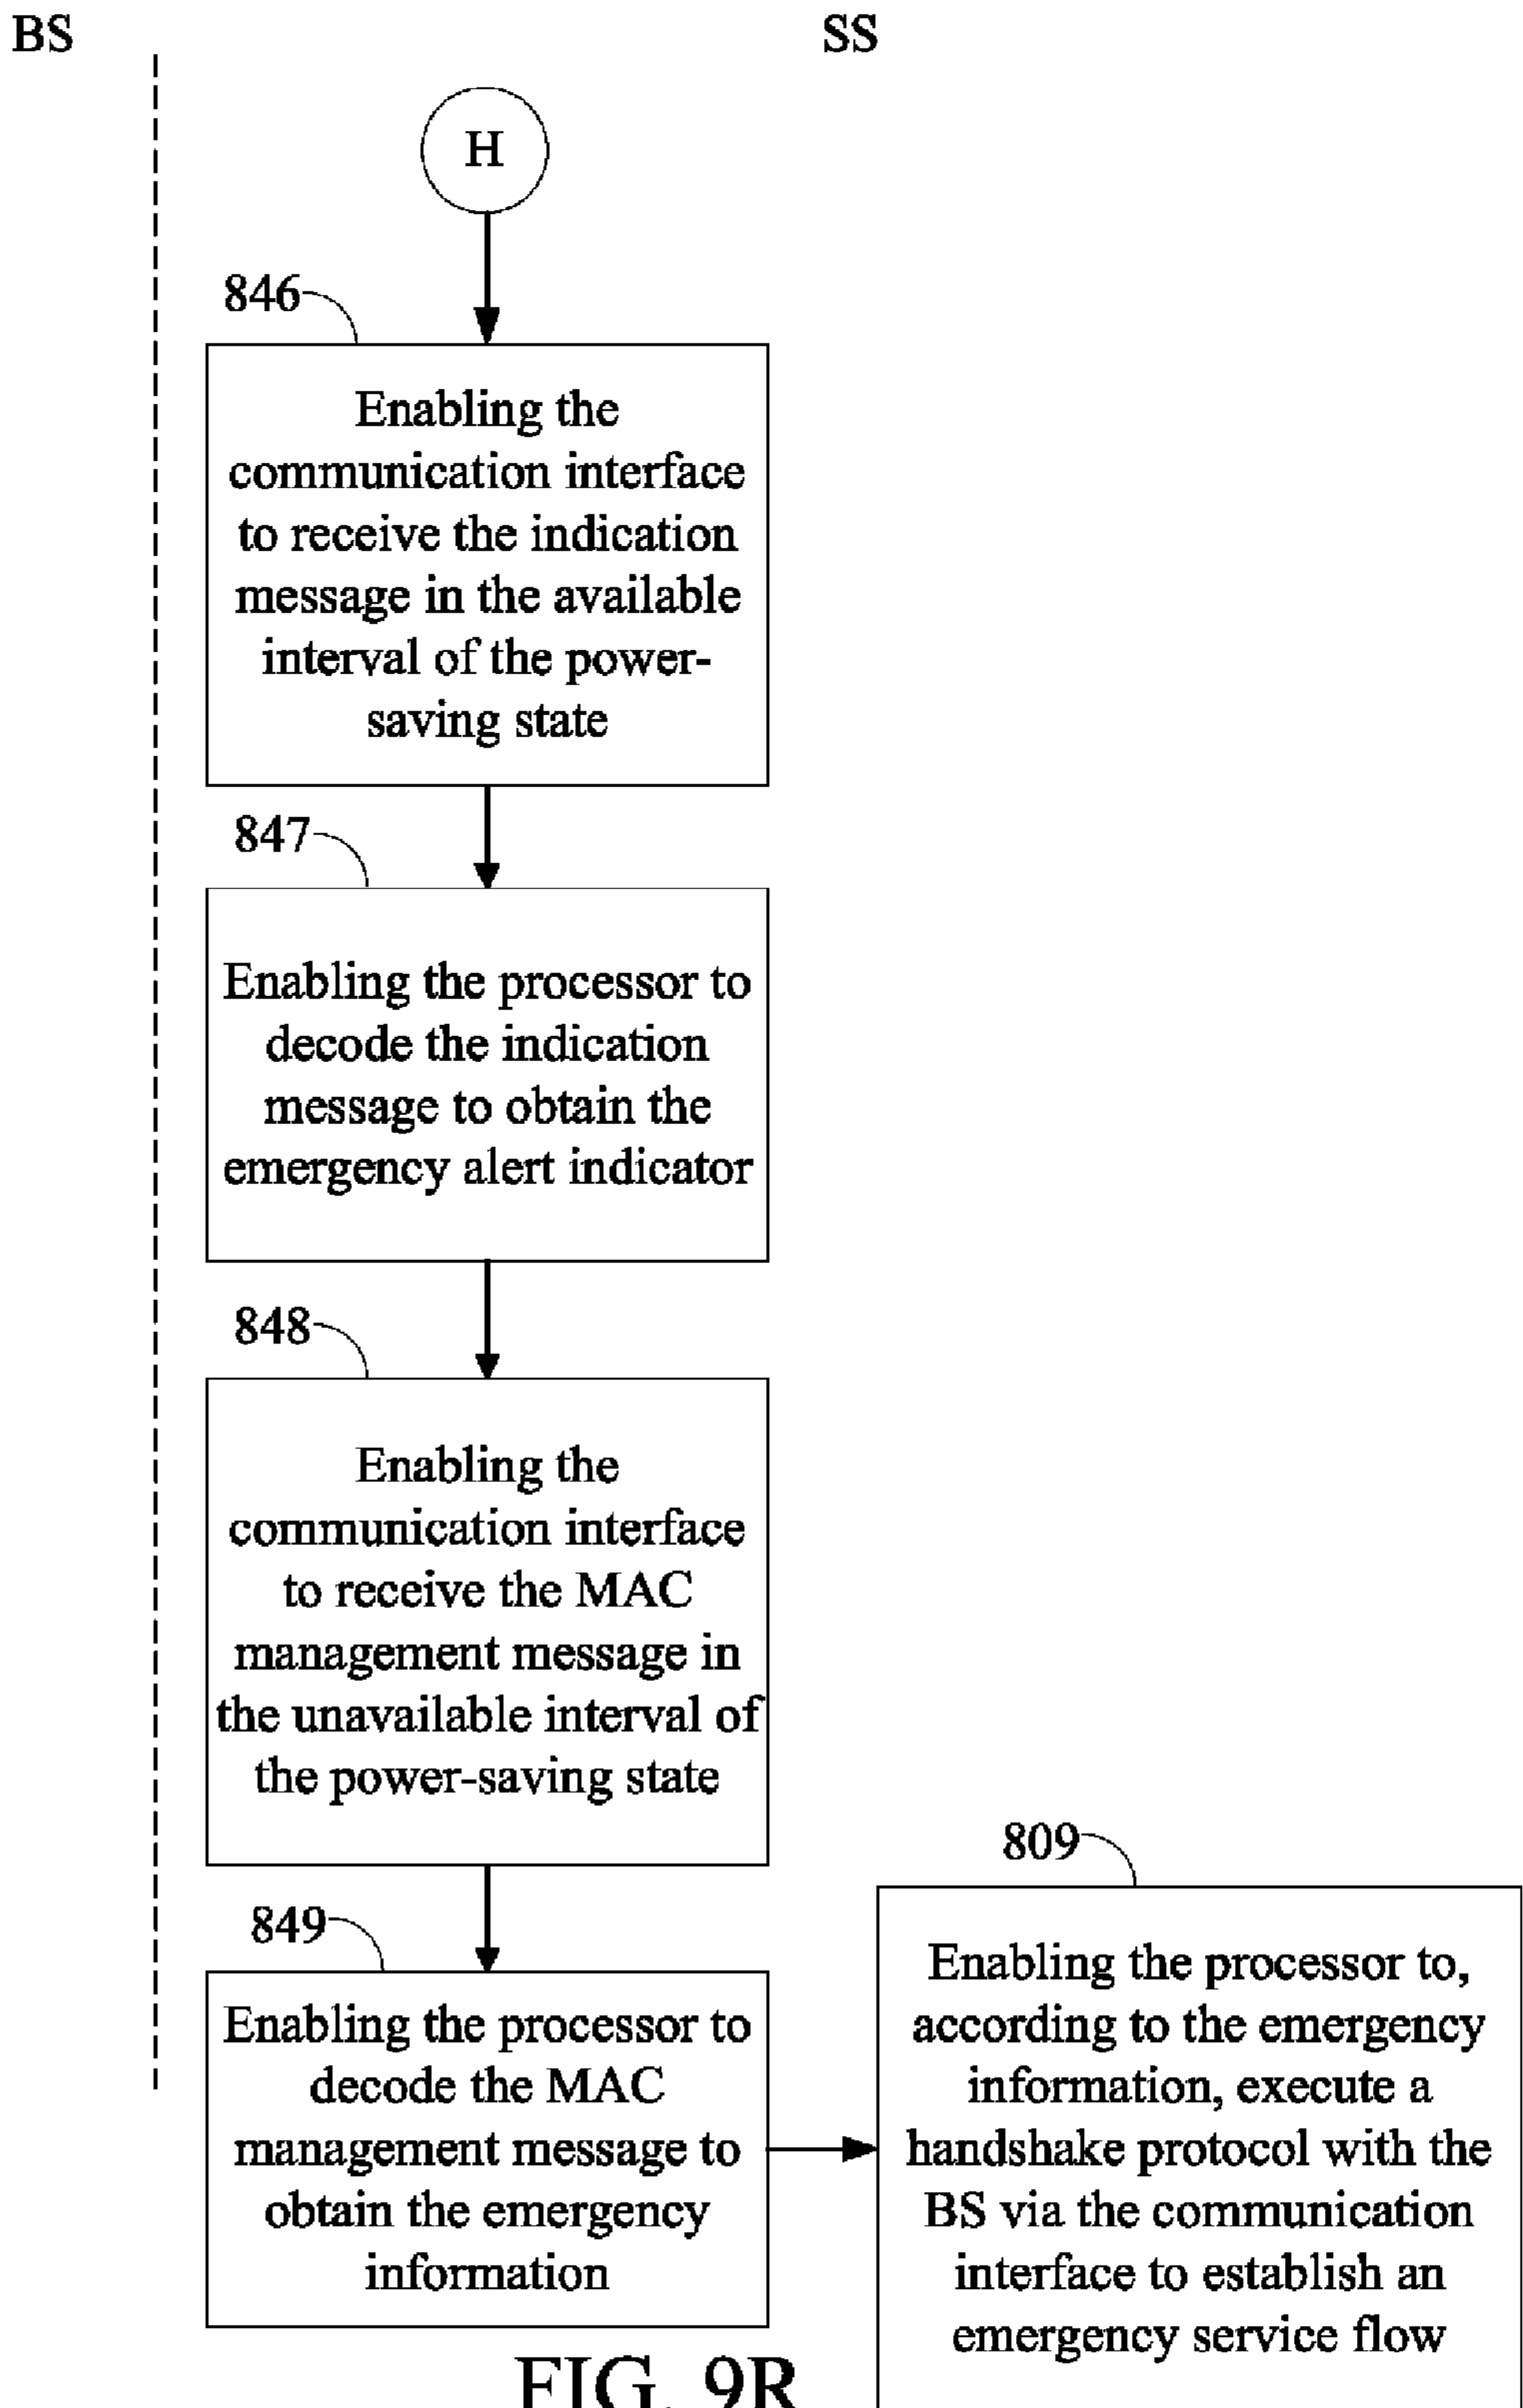 BS
SS
H
846
Enabling the
communication interface
to receive the indication
message in the available
interval of the power-
saving state
847
Enabling the processor to
decode the indication
message to obtain the
emergency alert indicator
848
Enabling the
communication interface
to receive the MAC
management message in
the unavailable interval of
the power-saving state
849
Enabling the processor to
decode the MAC
management message to
obtain the emergency
information
809
Enabling the processor to,
according to the emergency
information, execute a
handshake protocol with the
BS via the communication
interface to establish an
emergency service flow
FIG. 9R